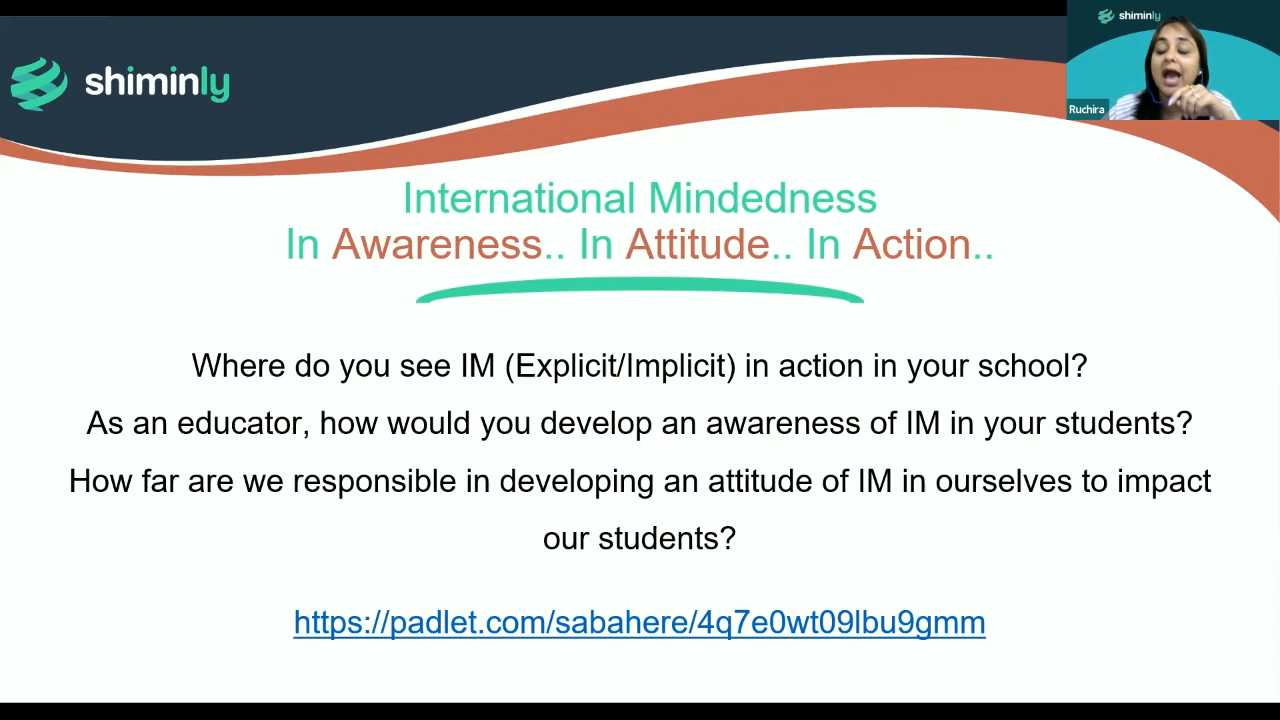 shiminly
shiminly
Ruchira
International Mindedness
In Awareness.. In Attitude.. In Action..
Where do you see IM (Explicit/Implicit) in action in your school?
As an educator, how would you develop an awareness of IM in your students?
How far are we responsible in developing an attitude of IM in ourselves to impact
our students?
https://padlet.com/sabahere/4q7e0wt09lbu9gmm